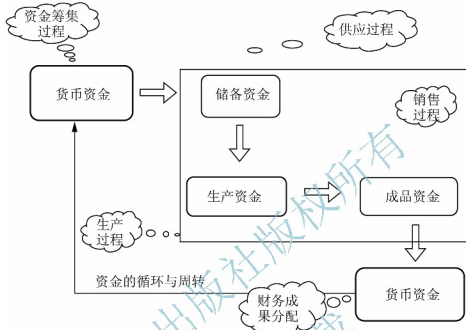 资金筹集
过程
供应过程
货币资金
储备资金
销售
过程
生产资金
成品资金
生产
过程
资金的循环与周转
货币资金
财务成
果分配
出版社版权所有